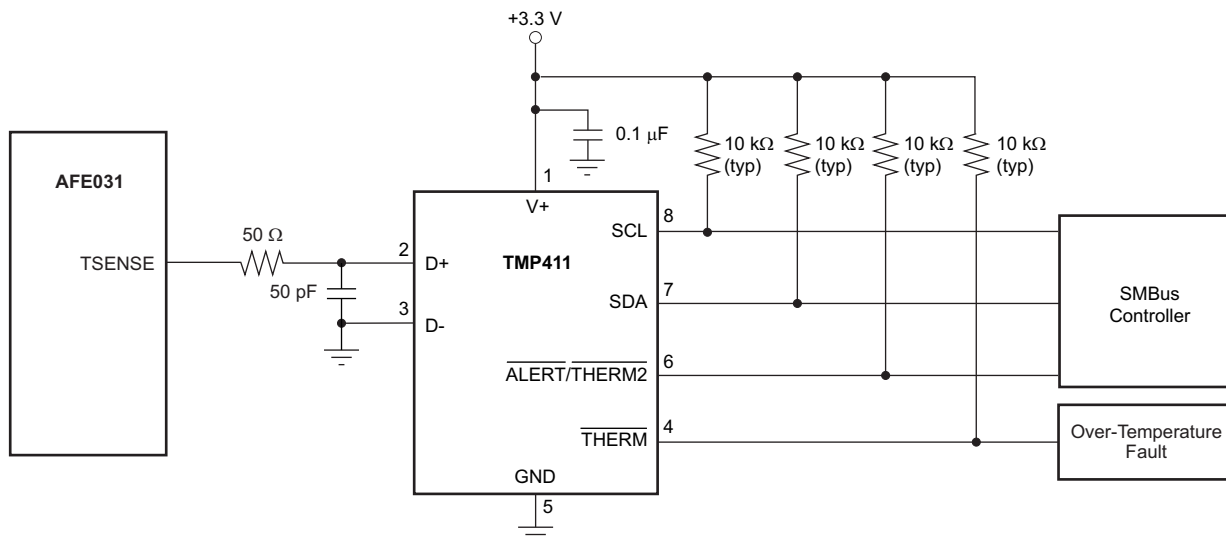 +3.3 V
0.1 μF
10 kΩ
(typ)
10 kΩ
(typ)
10 kΩ
(typ)
10 kΩ
(typ)
AFE031
TSENSE
50 Ω
50 pF
1
V+
2
D+
3
D-
TMP411
SCL
8
SDA
7
ALERT/THERM2
6
THERM
4
GND
5
SMBus
Controller
Over-Temperature
Fault